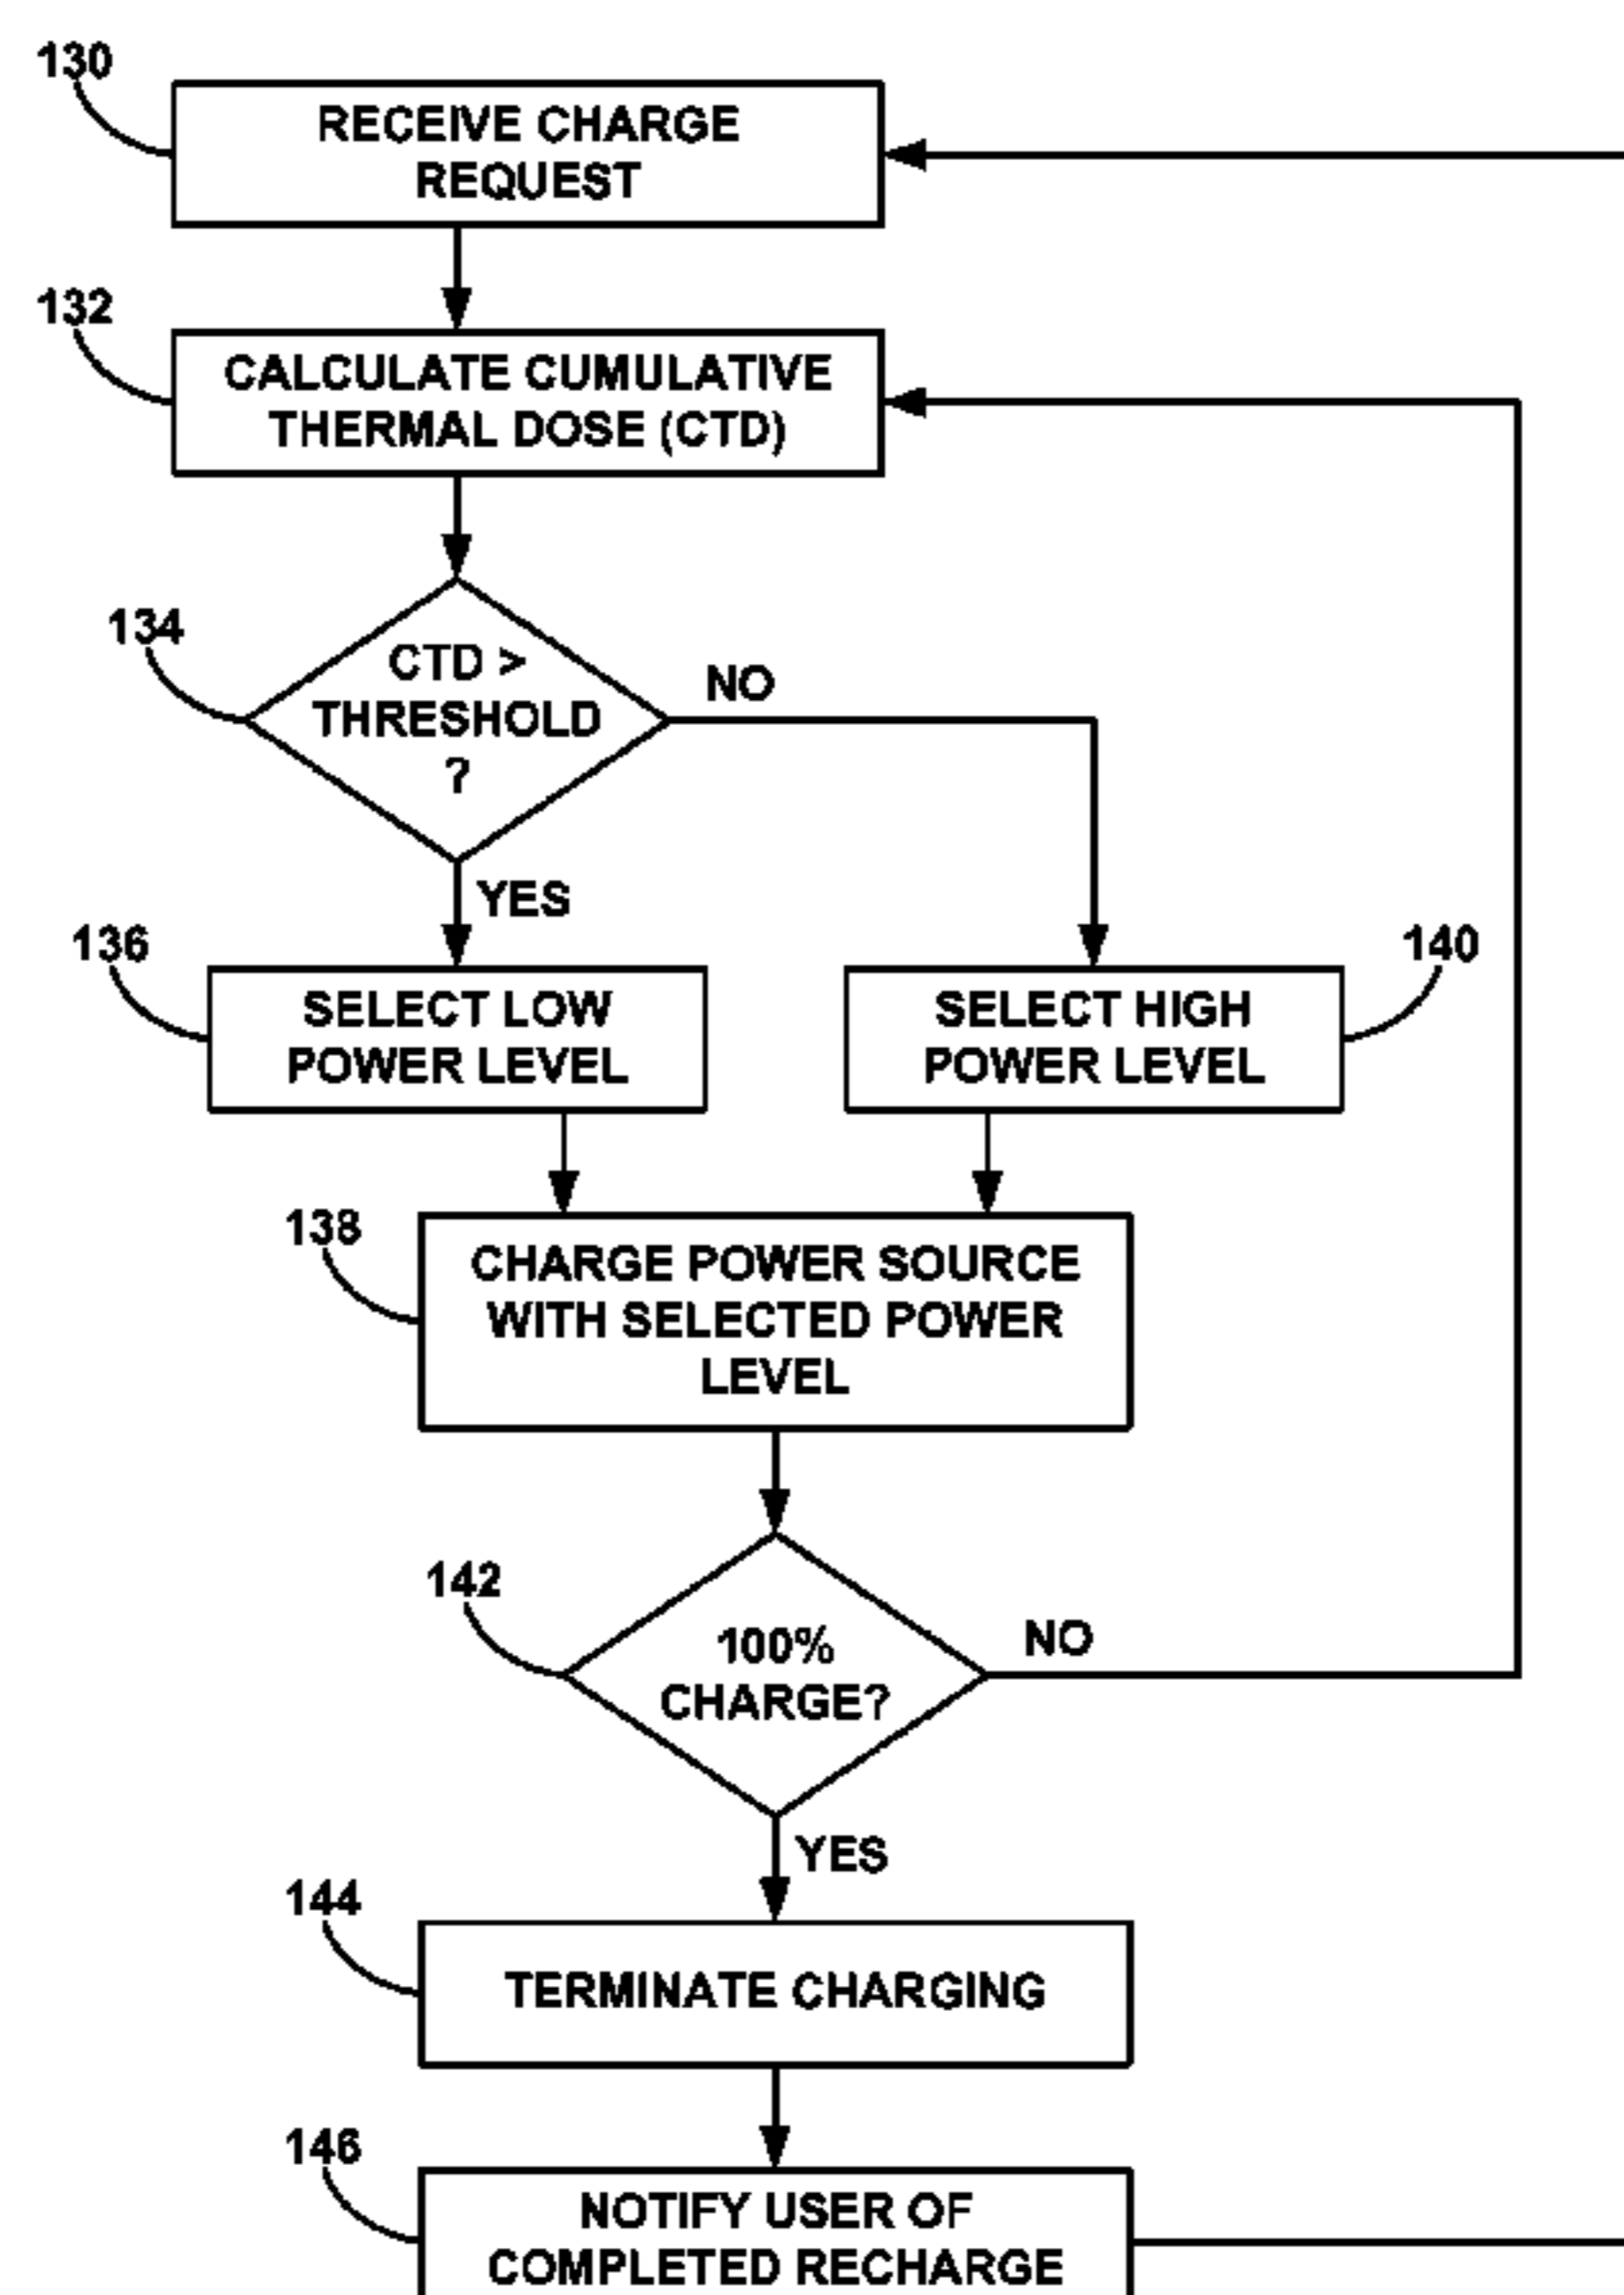 130
RECEIVE CHARGE
REQUEST
132
CALCULATE CUMULATIVE
THERMAL DOSE (CTD)
134
CTD >
THRESHOLD
?
NO
YES
136
SELECT LOW
POWER LEVEL
SELECT HIGH
POWER LEVEL
140
138
CHARGE POWER SOURCE
WITH SELECTED POWER
LEVEL
142
100%
CHARGE?
NO
YES
144
TERMINATE CHARGING
146
NOTIFY USER OF
COMPLETED RECHARGE